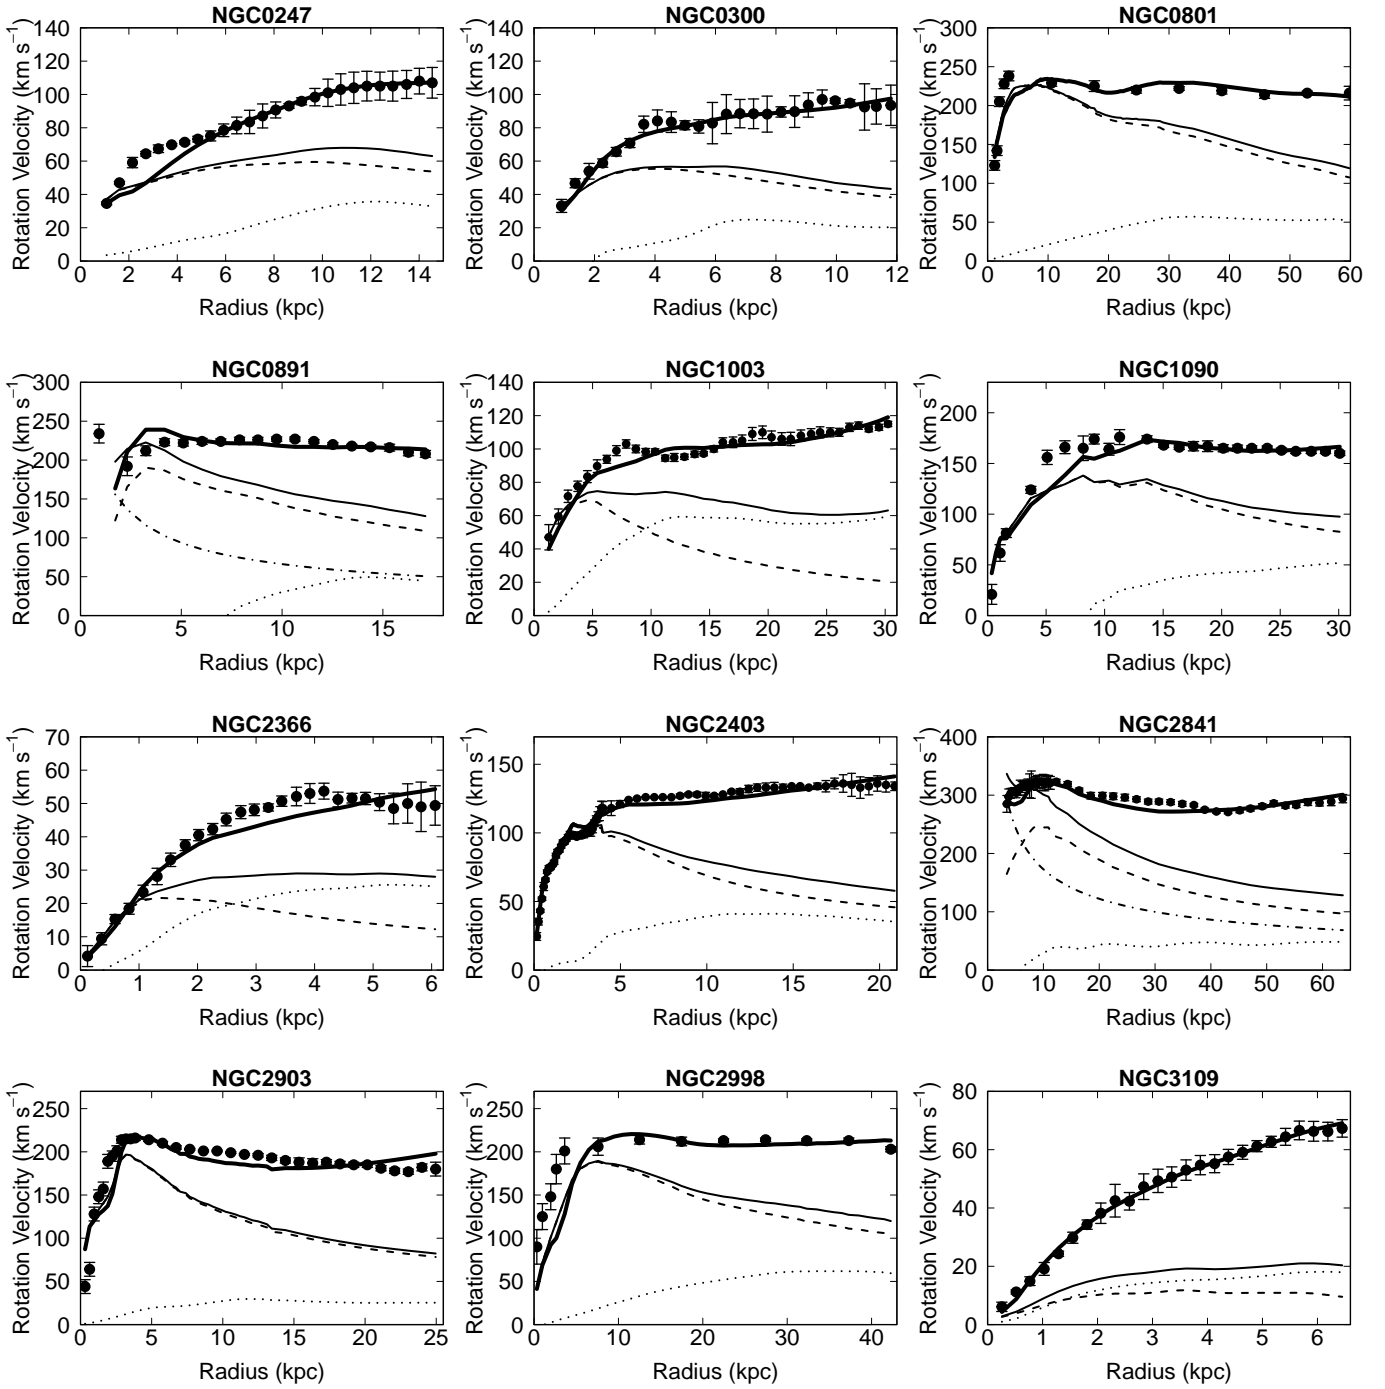 NGC0247 NGC0300 NGC0801
Rotation Velocity (km s−1)
0 20 40 60 80 100 120 140
0 2 4 6 8 10 12 14
Radius (kpc)
Rotation Velocity (km s−1)
0 20 40 60 80 100 120 140
0 2 4 6 8 10 12
Radius (kpc)
Rotation Velocity (km s−1)
0 50 100 150 200 250 300
0 10 20 30 40 50 60
Radius (kpc)
NGC0891 NGC1003 NGC1090
Rotation Velocity (km s−1)
0 50 100 150 200 250 300
0 5 10 15
Radius (kpc)
Rotation Velocity (km s−1)
0 20 40 60 80 100 120 140
0 5 10 15 20 25 30
Radius (kpc)
Rotation Velocity (km s−1)
0 50 100 150 200
0 5 10 15 20 25 30
Radius (kpc)
NGC2366 NGC2403 NGC2841
Rotation Velocity (km s−1)
0 10 20 30 40 50 60 70
0 1 2 3 4 5 6
Radius (kpc)
Rotation Velocity (km s−1)
0 50 100 150
0 5 10 15 20
Radius (kpc)
Rotation Velocity (km s−1)
0 100 200 300 400
0 10 20 30 40 50 60
Radius (kpc)
NGC2903 NGC2998 NGC3109
Rotation Velocity (km s−1)
0 50 100 150 200 250
0 5 10 15 20 25
Radius (kpc)
Rotation Velocity (km s−1)
0 50 100 150 200 250
0 10 20 30 40
Radius (kpc)
Rotation Velocity (km s−1)
0 20 40 60 80
0 1 2 3 4 5 6
Radius (kpc)